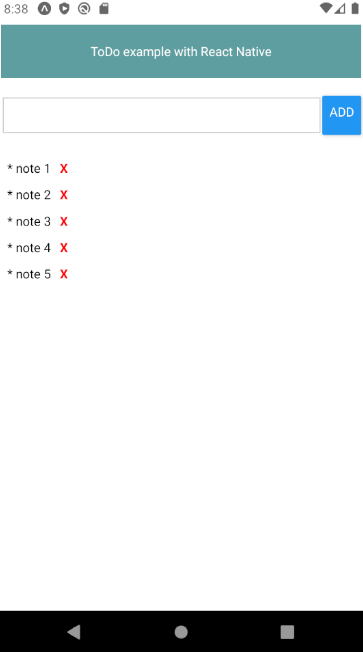 8:38
ToDo example with React Native
ADD
* note 1 X
* note 2 X
* note 3 X
* note 4 X
* note 5 X